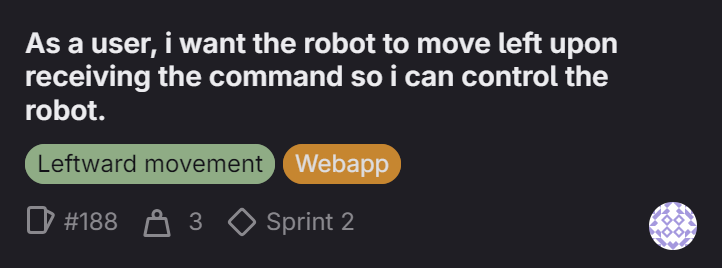 As a user, i want the robot to move left upon
receiving the command so i can control the
robot.
Leftward movement Webapp
#188 3 Sprint 2